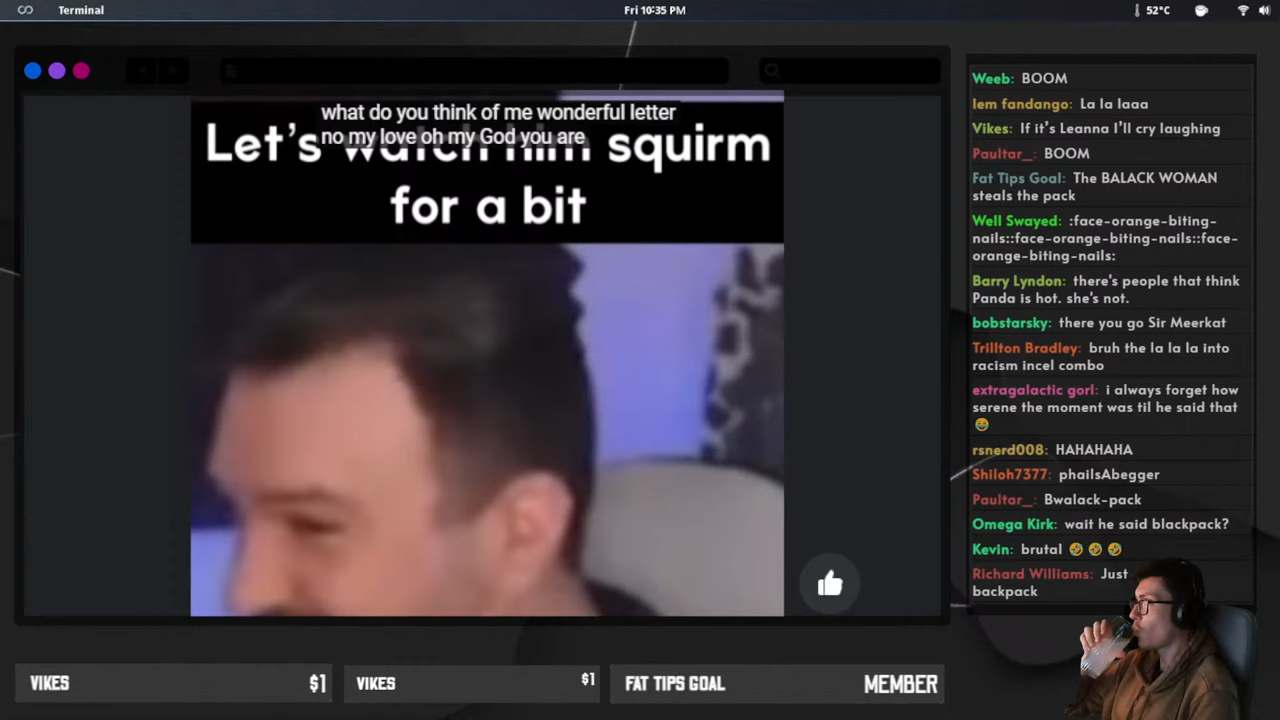 Terminal
Fri 10:35 PM
52°C
what do you think of me wonderful letter
no my love oh my God you are
Let's watch him squirm
for a bit
Weeb: BOOM
lem fandango: La la laaa
Vikes: If it's Leanna I'll cry laughing
Paultar_: BOOM
Fat Tips Goal: The BALACK WOMAN
steals the pack
Well Swayed: :face-orange-biting-
nails::face-orange-biting-nails::face-
orange-biting-nails:
Barry Lyndon: there's people that think
Panda is hot. she's not.
bobstarsky: there you go Sir Meerkat
Trillton Bradley: bruh the la la la into
racism incel combo
extragalactic gorl: i always forget how
serene the moment was til he said that
😂
rsnerd008: HAHAHAHA
Shiloh7377: phailsAbegger
Paultar_: Bwalack-pack
Omega Kirk: wait he said blackpack?
Kevin: brutal 🤣 🤣 🤣
Richard Williams: Just
backpack
VIKES $1
VIKES $1
FAT TIPS GOAL MEMBER